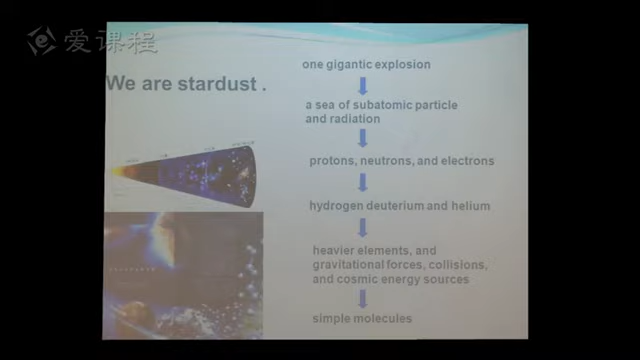 爱课程
We are stardust .
one gigantic explosion
a sea of subatomic particle
and radiation
protons, neutrons, and electrons
hydrogen deuterium and helium
heavier elements, and
gravitational forces, collisions,
and cosmic energy sources
simple molecules